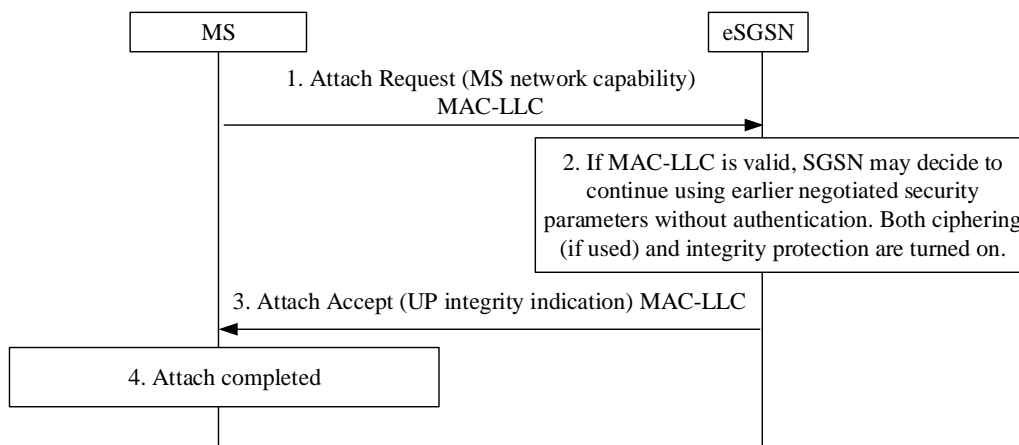 MS
eSGSN
1. Attach Request (MS network capability)
MAC-LLC
2. If MAC-LLC is valid, SGSN may decide to
continue using earlier negotiated security
parameters without authentication. Both ciphering
(if used) and integrity protection are turned on.
3. Attach Accept (UP integrity indication) MAC-LLC
4. Attach completed